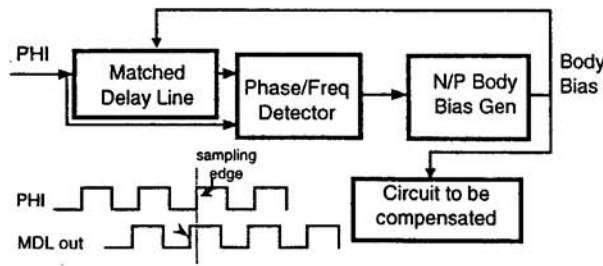 PHI
Matched
Delay Line
Phase/Freq
Detector
N/P Body
Bias Gen
Body
Bias
sampling
edge
PHI
MDL out
Circuit to be
compensated